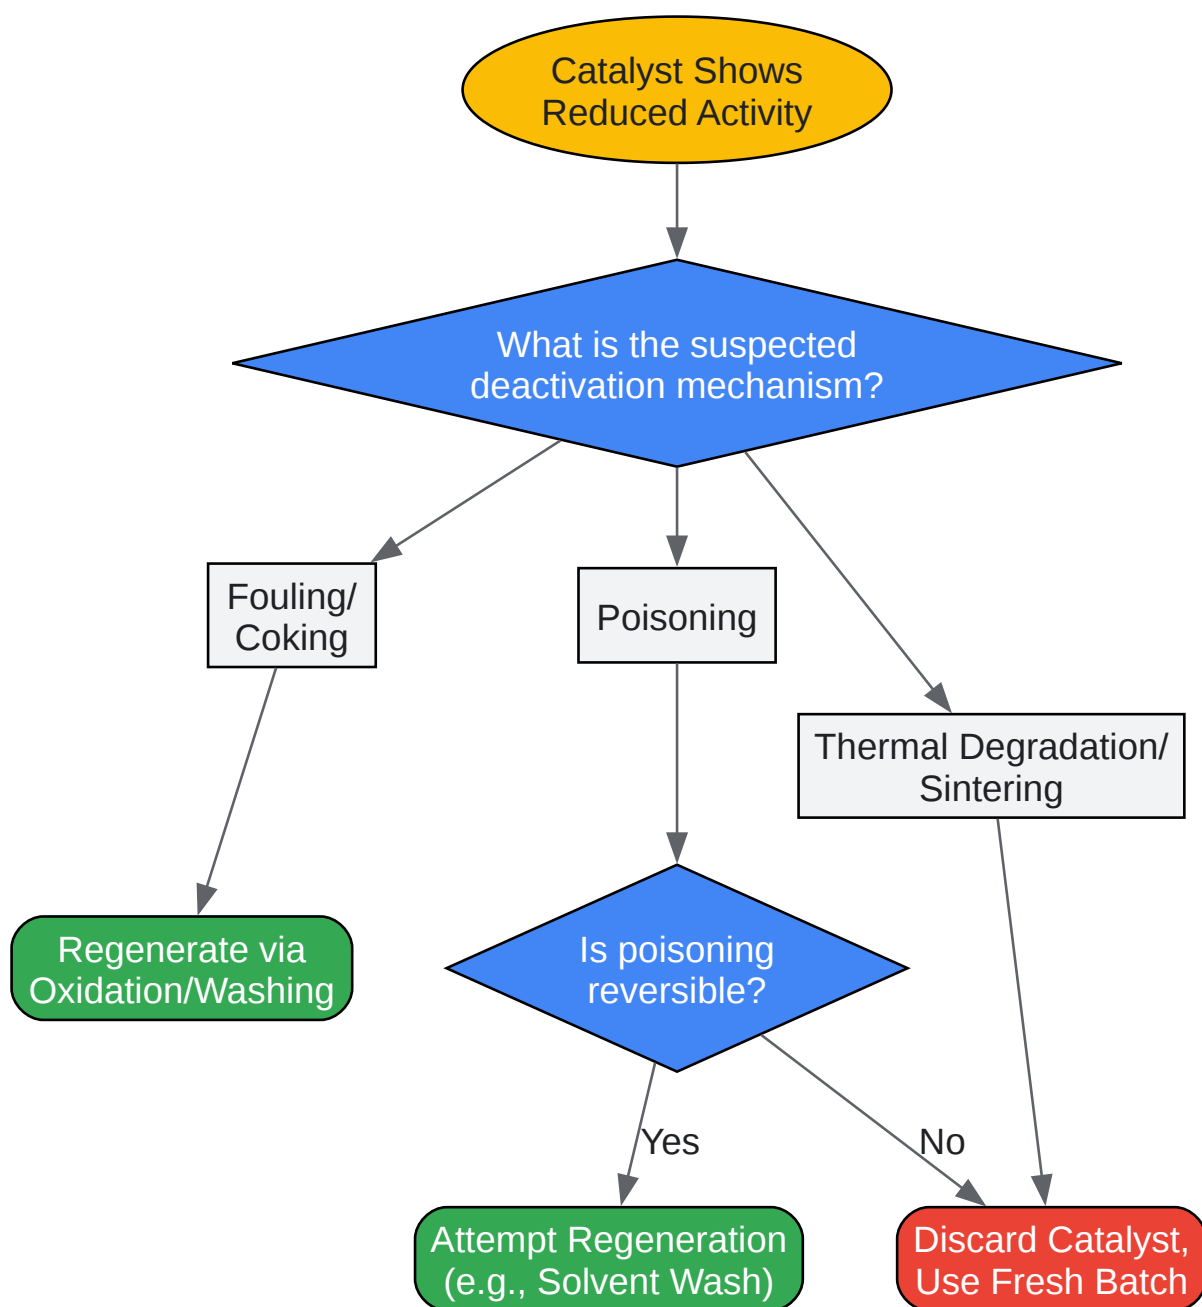 Catalyst Shows
Reduced Activity
What is the suspected
deactivation mechanism?
Fouling/
Coking
Poisoning
Thermal Degradation/
Sintering
Regenerate via
Oxidation/Washing
Is poisoning
reversible?
Yes
No
Attempt Regeneration
(e.g., Solvent Wash)
Discard Catalyst,
Use Fresh Batch